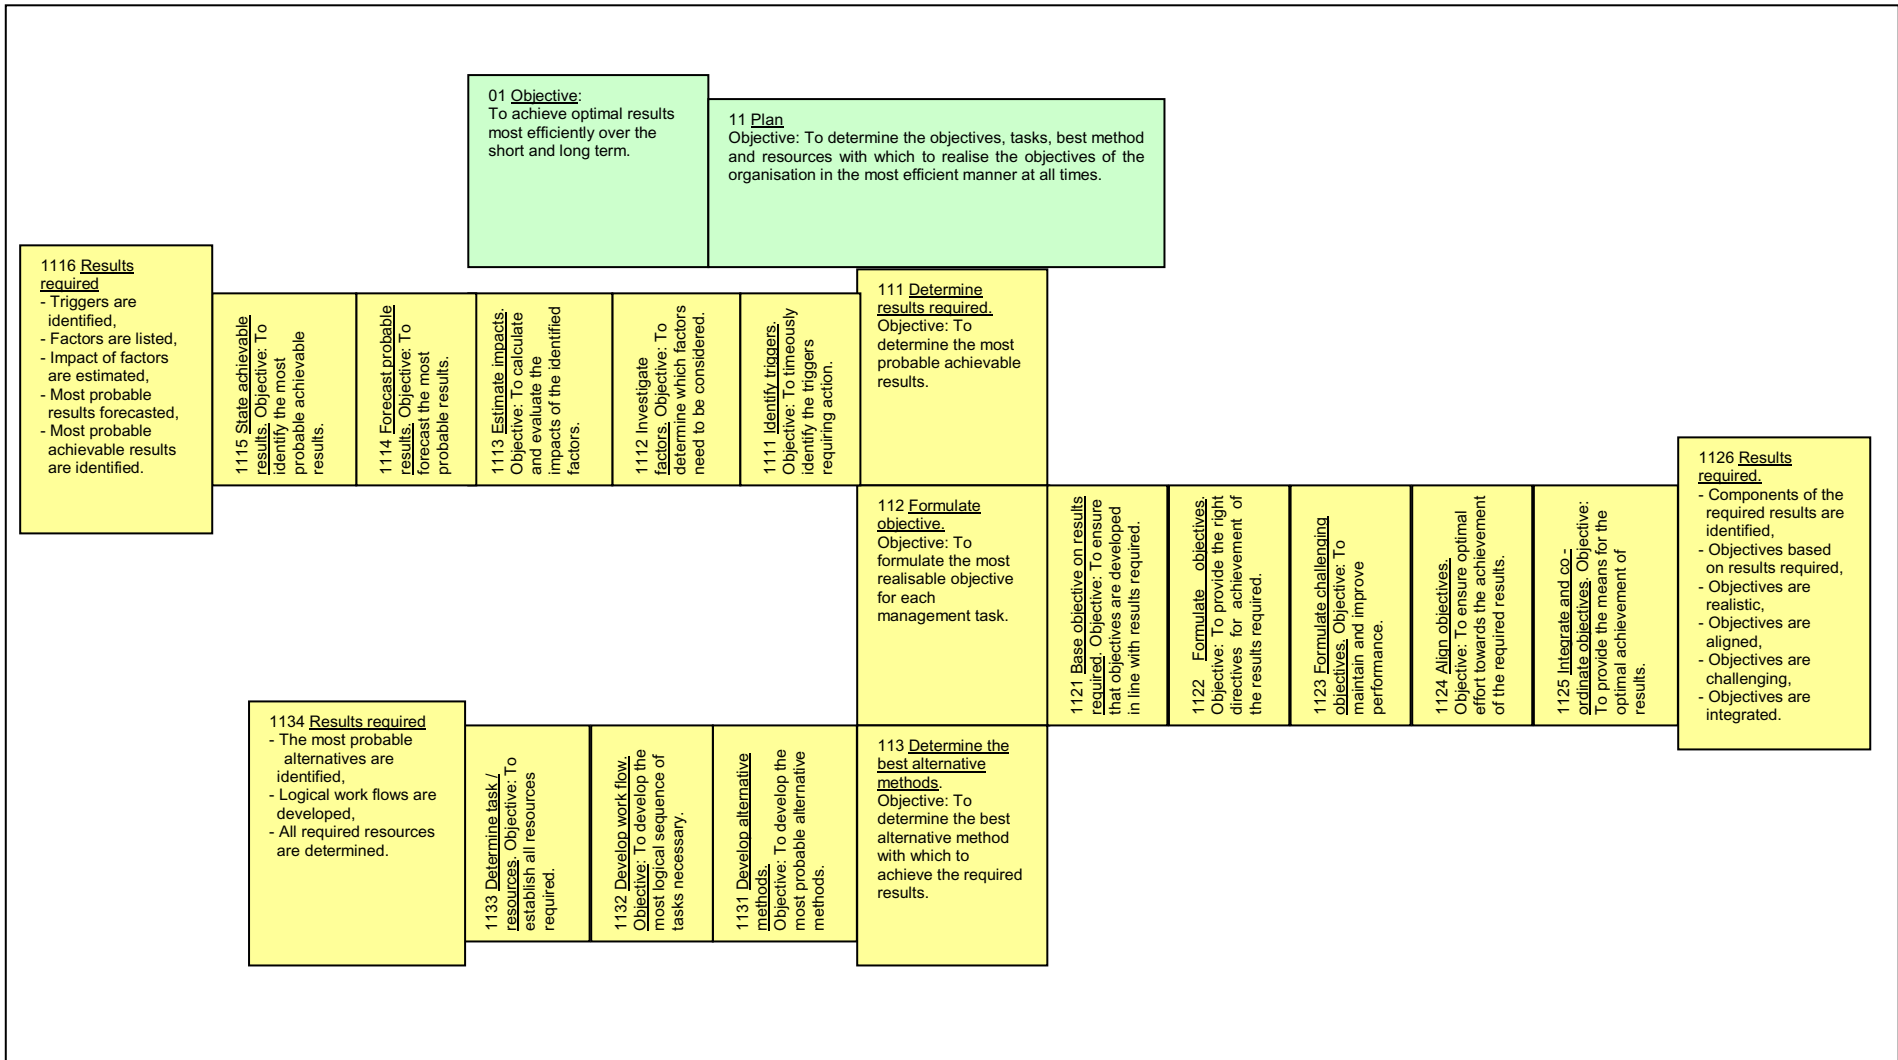 01 Objective:
To achieve optimal results
most efficiently over the
short and long term.
11 Plan
Objective: To determine the objectives, tasks, best method
and resources with which to realise the objectives of the
organisation in the most efficient manner at all times.
1116 Results
required
- Triggers are
identified,
- Factors are listed,
- Impact of factors
are estimated,
- Most probable
results forecasted,
- Most probable
achievable results
are identified.
1115 State achievable
results. Objective: To
identify the most
probable achievable
results.
1114 Forecast probable
results. Objective: To
forecast the most
probable results.
1113 Estimate impacts.
Objective: To calculate
and evaluate the
impacts of the identified
factors.
1112 Investigate
factors. Objective: To
determine which factors
need to be considered.
1111 Identify triggers.
Objective: To timeously
identify the triggers
requiring action.
111 Determine
results required.
Objective: To
determine the most
probable achievable
results.
112 Formulate
objective.
Objective: To
formulate the most
realisable objective
for each
management task.
1121 Base objective on results
required. Objective: To ensure
that objectives are developed
in line with results required.
1122 Formulate objectives.
Objective: To provide the right
directives for achievement of
the results required.
1123 Formulate challenging
objectives. Objective: To
maintain and improve
performance.
1124 Align objectives.
Objective: To ensure optimal
effort towards the achievement
of the required results.
1125 Integrate and co -
ordinate objectives. Objective:
To provide the means for the
optimal achievement of
results.
1126 Results
required.
- Components of the
required results are
identified,
- Objectives based
on results required,
- Objectives are
realistic,
- Objectives are
aligned,
- Objectives are
challenging,
- Objectives are
integrated.
1134 Results required
- The most probable
alternatives are
identified,
- Logical work flows are
developed,
- All required resources
are determined.
1133 Determine task /
resources. Objective: To
establish all resources
required.
1132 Develop work flow.
Objective: To develop the
most logical sequence of
tasks necessary.
1131 Develop alternative
methods.
Objective: To develop the
most probable alternative
methods.
113 Determine the
best alternative
methods.
Objective: To
determine the best
alternative method
with which to
achieve the required
results.